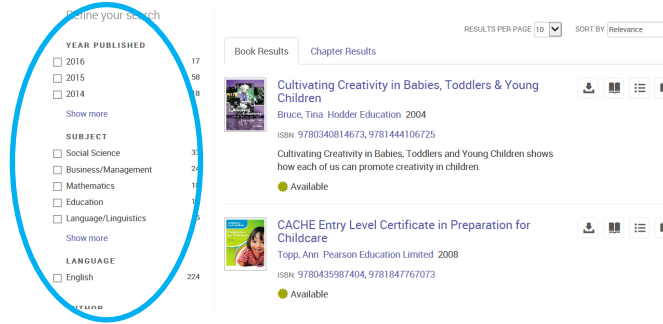 Refine your search
YEAR PUBLISHED
2016 17
2015 58
2014
Show more
SUBJECT
Social Science 33
Business/Management 24
Mathematics
Education
Language/Linguistics
Show more
LANGUAGE
English 224
AUTHOR
RESULTS PER PAGE 10 SORT BY Relevance
Book Results Chapter Results
Cultivating Creativity in Babies, Toddlers & Young
Children
Bruce, Tina Hodder Education 2004
ISBN: 9780340814673, 9781444106725
Cultivating Creativity in Babies, Toddlers and Young Children shows
how each of us can promote creativity in children.
Available
CACHE Entry Level Certificate in Preparation for
Childcare
Topp, Ann Pearson Education Limited 2008
ISBN: 9780435987404, 9781847767073
Available